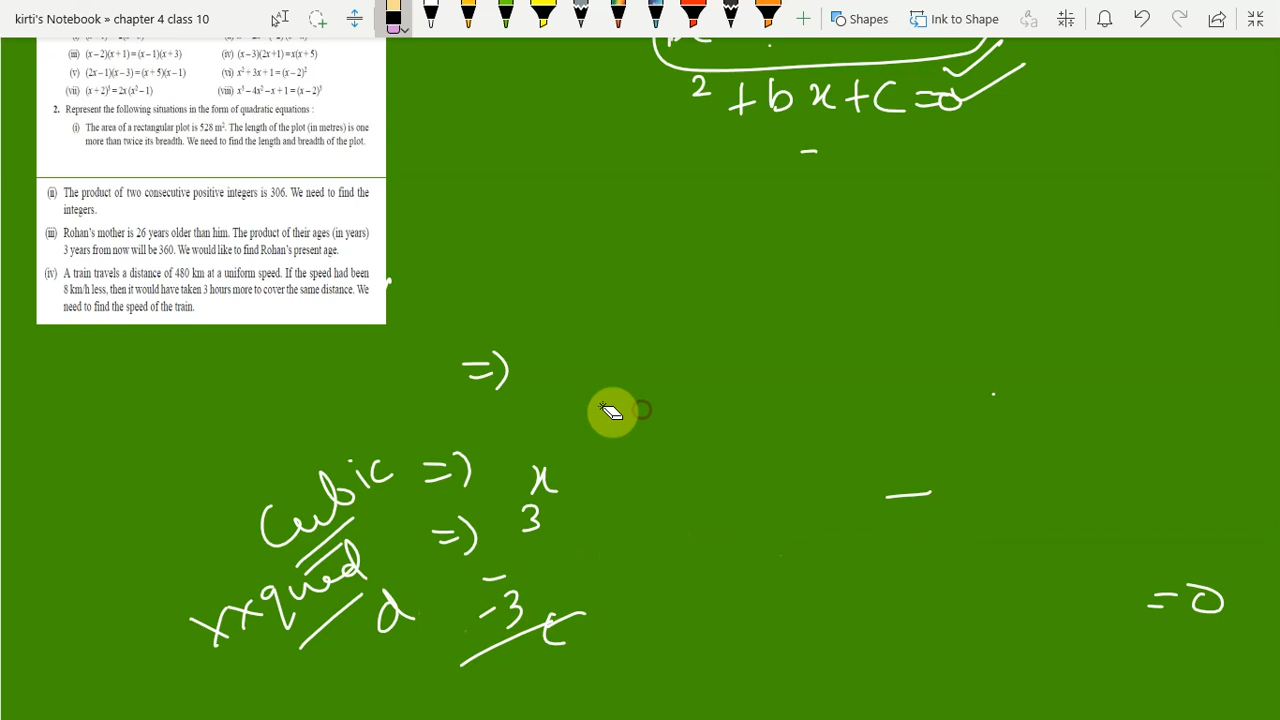 kirti's Notebook » chapter 4 class 10
Shapes
Ink to Shape
(iii) (x–2)(x+1)=(x–1)(x+3) (iv) (x–3)(2x+1)=x(x+5)
(v) (2x–1)(x–3)=(x+5)(x–1) (vi) x² + 3x + 1 = (x–2)²
(vii) (x+2)³ = 2x (x² – 1) (viii) x³ – 4x² – x + 1 = (x–2)³
2. Represent the following situations in the form of quadratic equations :
(i) The area of a rectangular plot is 528 m². The length of the plot (in metres) is one
more than twice its breadth. We need to find the length and breadth of the plot.
(ii) The product of two consecutive positive integers is 306. We need to find the
integers.
(iii) Rohan's mother is 26 years older than him. The product of their ages (in years)
3 years from now will be 360. We would like to find Rohan's present age.
(iv) A train travels a distance of 480 km at a uniform speed. If the speed had been
8 km/h less, then it would have taken 3 hours more to cover the same distance. We
need to find the speed of the train.
2 + b x + c = 0
=)
cubic =) x
=) 3
xxqued
d -3 c
= 0